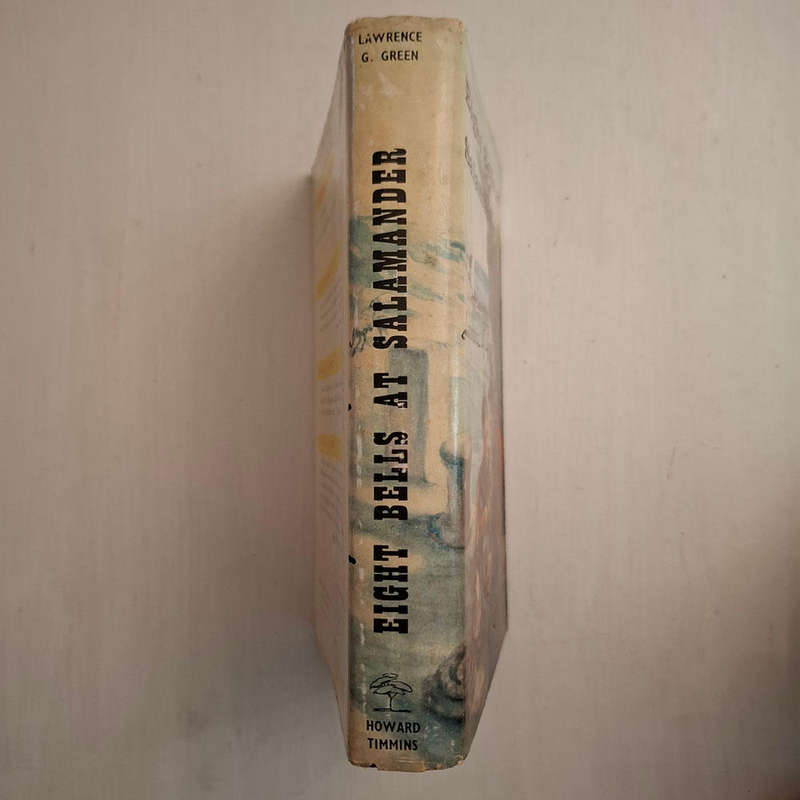 LAWRENCE
G. GREEN
EIGHT BELLS AT SALAMANDER
HOWARD
TIMMINS